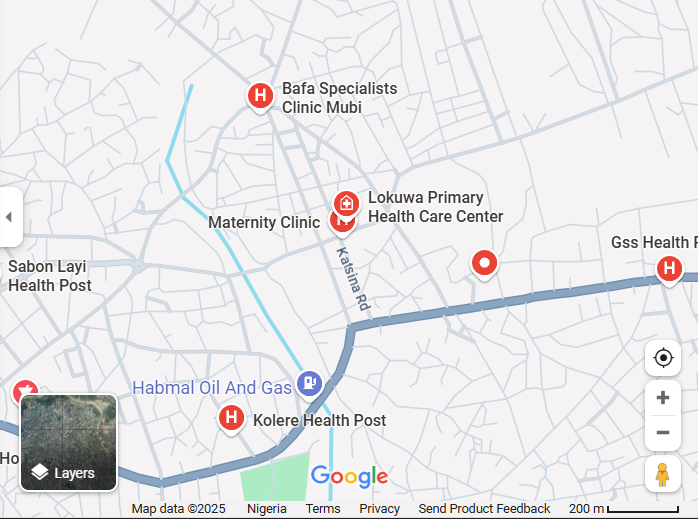 Bafa Specialists
Clinic Mubi
H
Lokuwa Primary
Health Care Center
Maternity Clinic
Gss Health
H
Katsina Rd
Sabon Layi
Health Post
Habmal Oil And Gas
H
Kolere Health Post
Ho
Layers
Google
Map data ©2025 Nigeria Terms Privacy Send Product Feedback 200 m